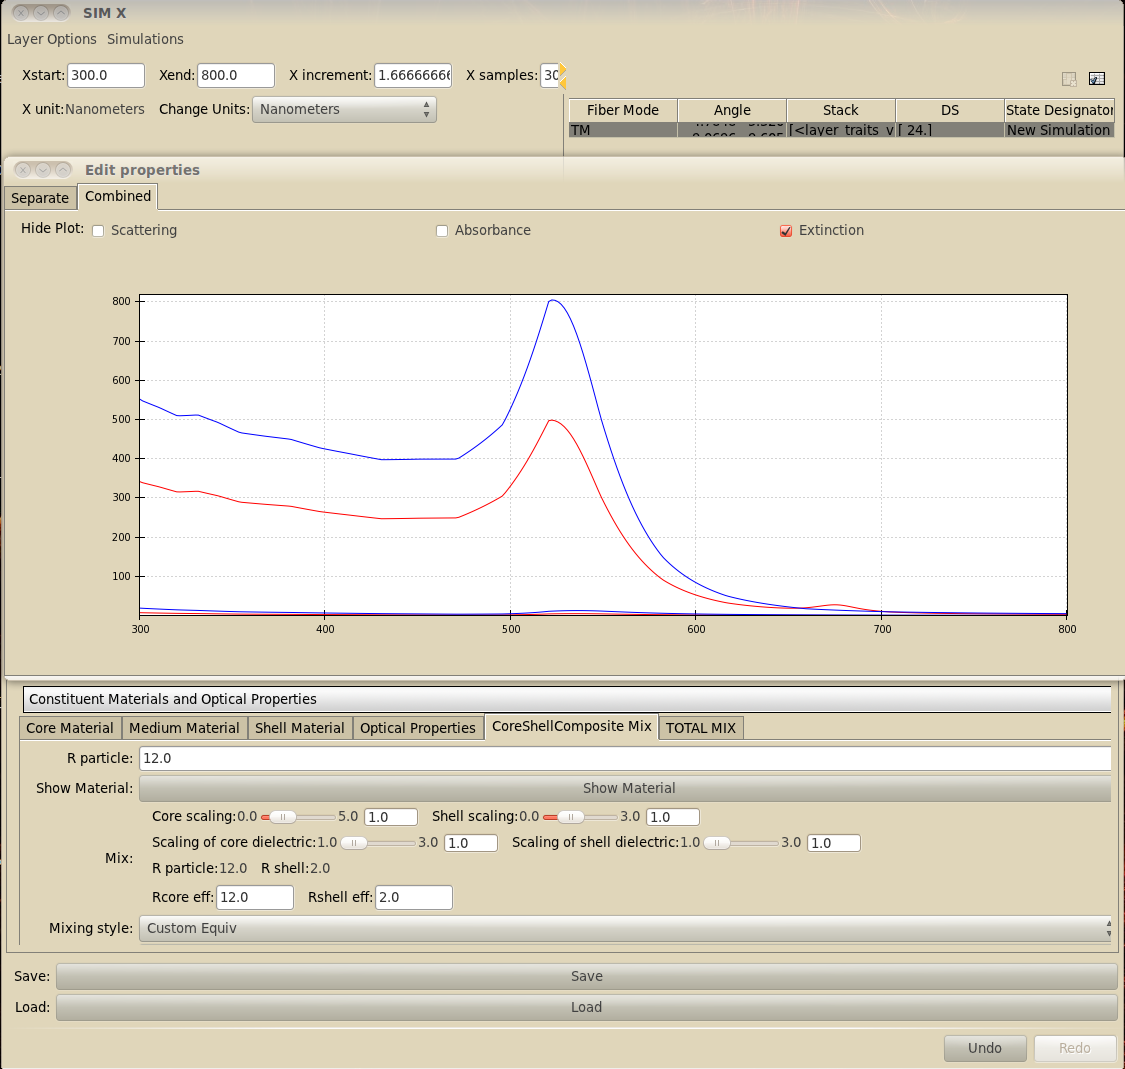 SIM X
Layer Options Simulations
Xstart: 300.0 Xend: 800.0 X increment: 1.66666666 X samples: 30
X unit:Nanometers Change Units: Nanometers
Fiber Mode Angle Stack DS State Designator
TM [<layer_traits_v [ 24.] New Simulation
Edit properties
Separate Combined
Hide Plot: Scattering Absorbance Extinction
800
700
600
500
400
300
200
100
300 400 500 600 700 800
Constituent Materials and Optical Properties
Core Material Medium Material Shell Material Optical Properties CoreShellComposite Mix TOTAL MIX
R particle: 12.0
Show Material: Show Material
Core scaling:0.0 5.0 1.0 Shell scaling:0.0 3.0 1.0
Scaling of core dielectric:1.0 3.0 1.0 Scaling of shell dielectric:1.0 3.0 1.0
Mix:
R particle:12.0 R shell:2.0
Rcore eff: 12.0 Rshell eff: 2.0
Mixing style: Custom Equiv
Save: Save
Load: Load
Undo Redo